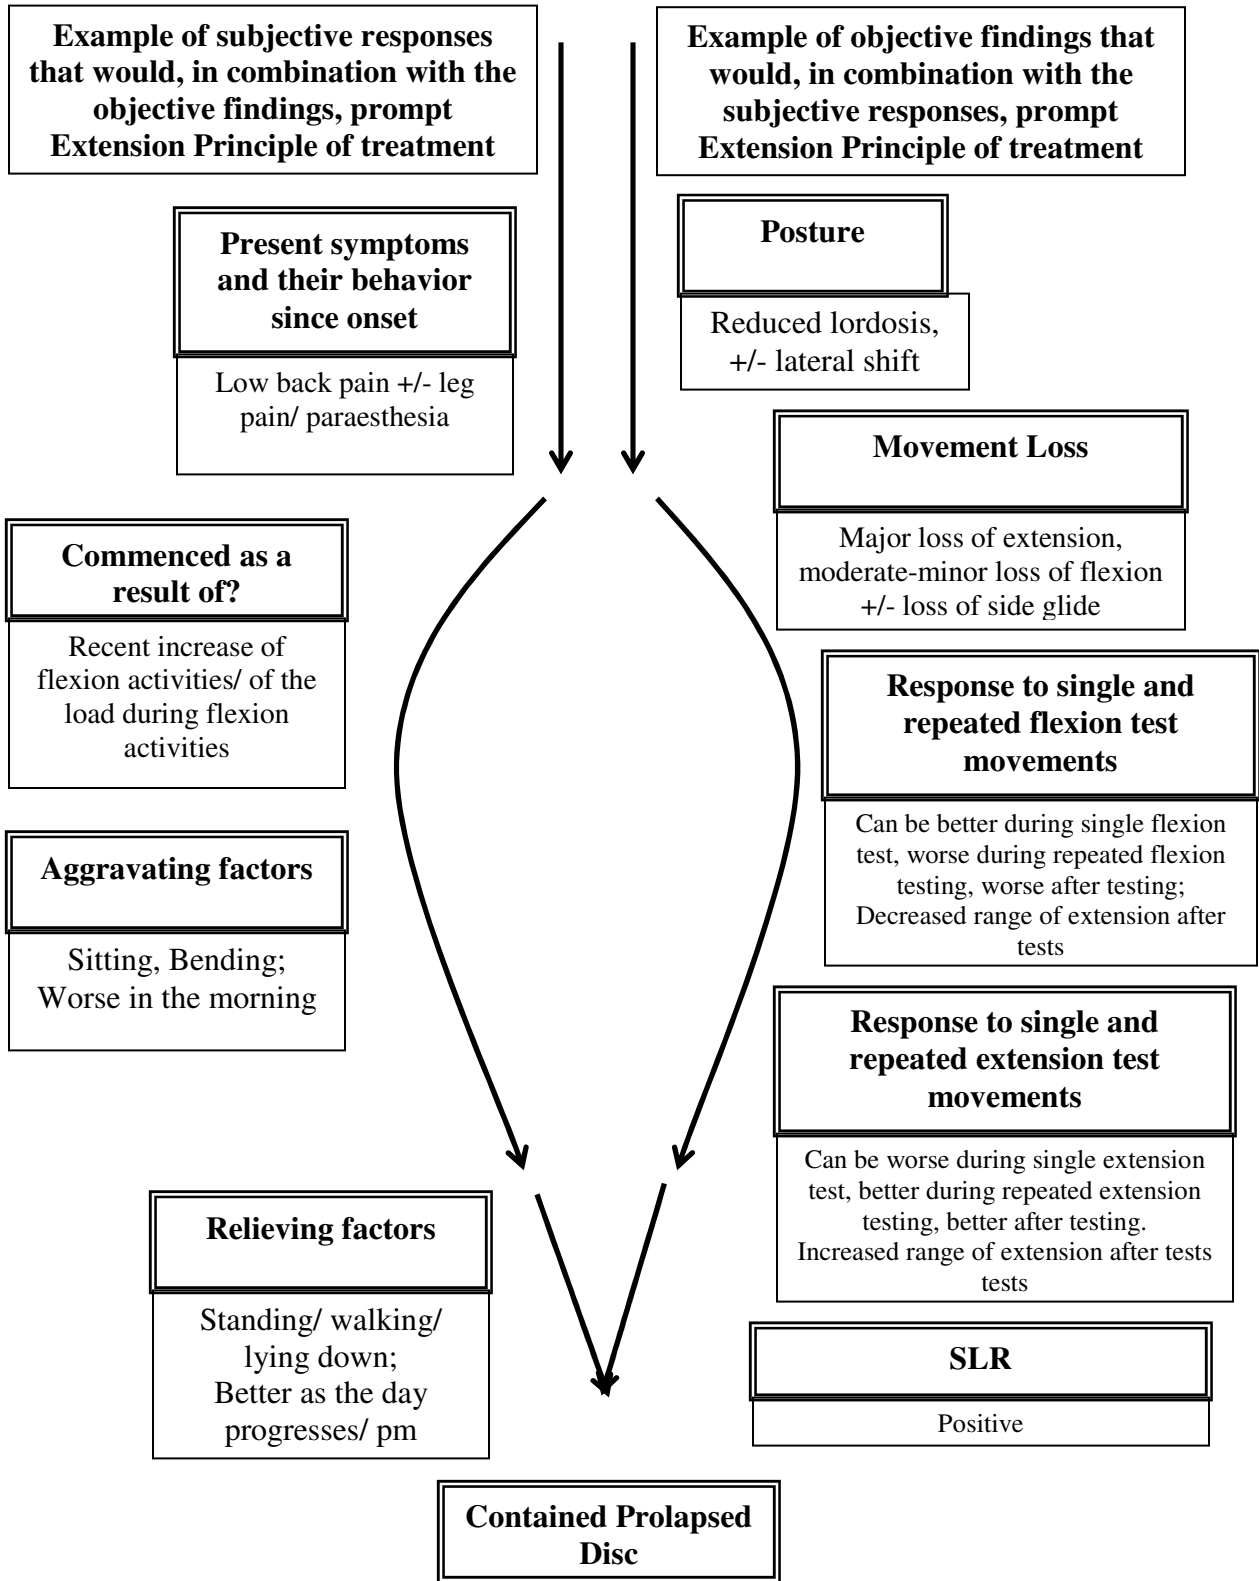 Example of subjective responses
that would, in combination with the
objective findings, prompt
Extension Principle of treatment
Example of objective findings that
would, in combination with the
subjective responses, prompt
Extension Principle of treatment
Present symptoms
and their behavior
since onset
Low back pain +/- leg
pain/ paraesthesia
Posture
Reduced lordosis,
+/- lateral shift
Movement Loss
Major loss of extension,
moderate-minor loss of flexion
+/- loss of side glide
Commenced as a
result of?
Recent increase of
flexion activities/ of the
load during flexion
activities
Response to single and
repeated flexion test
movements
Can be better during single flexion
test, worse during repeated flexion
testing, worse after testing;
Decreased range of extension after
tests
Aggravating factors
Sitting, Bending;
Worse in the morning
Response to single and
repeated extension test
movements
Can be worse during single extension
test, better during repeated extension
testing, better after testing.
Increased range of extension after tests
tests
Relieving factors
Standing/ walking/
lying down;
Better as the day
progresses/ pm
SLR
Positive
Contained Prolapsed
Disc